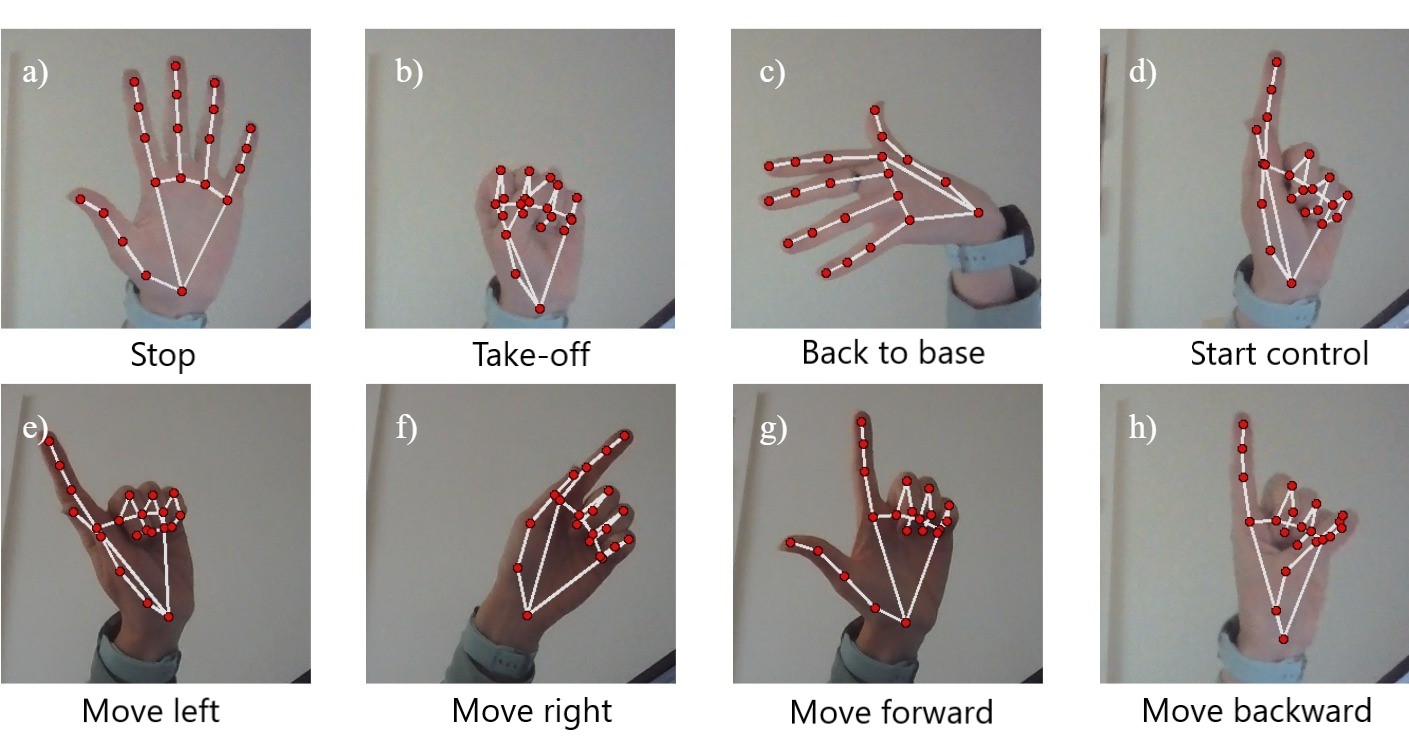 a)
b)
c)
d)
Stop
Take-off
Back to base
Start control
e)
f)
g)
h)
Move left
Move right
Move forward
Move backward